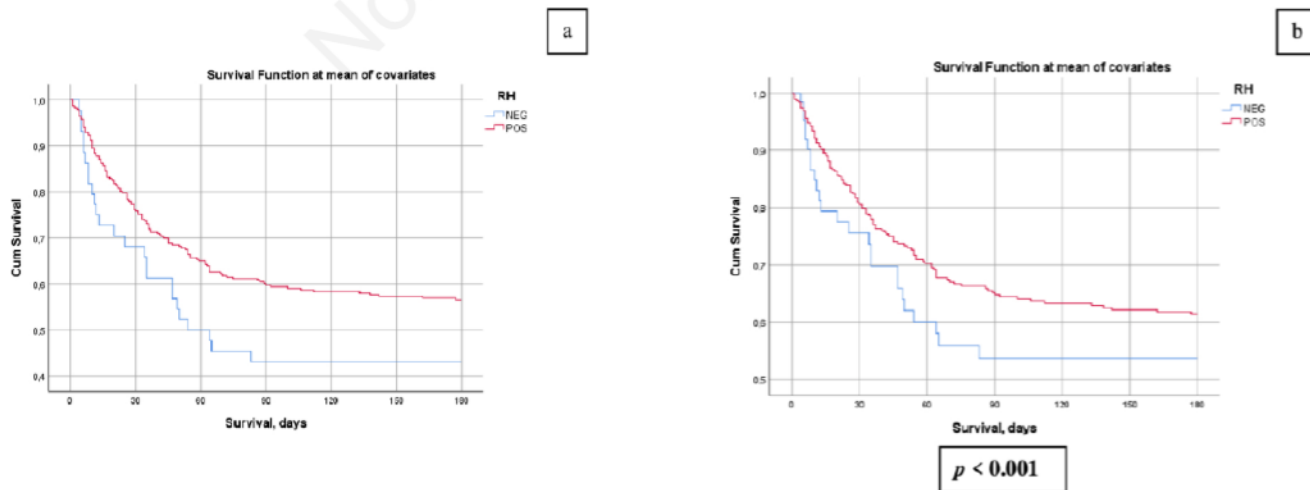 No
a
Survival Function at mean of covariates
RH
NEG
POS
1,0
0,9
0,8
0,7
0,6
0,5
0,4
Cum Survival
0 30 60 90 120 150 180
Survival, days
b
Survival Function at mean of covariates
RH
NEG
POS
1,0
0,9
0,8
0,7
0,6
0,5
Cum Survival
0 30 60 90 120 150 180
Survival, days
p < 0.001